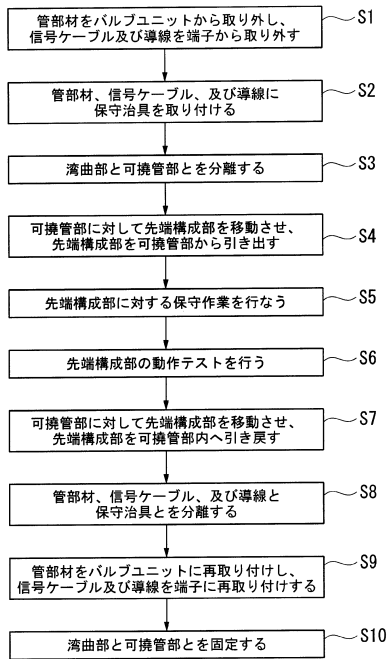 管部材をバルブユニットから取り外し、
信号ケーブル及び導線を端子から取り外す
S1
管部材、信号ケーブル、及び導線に
保守治具を取り付ける
S2
湾曲部と可撓管部とを分離する
S3
可撓管部に対して先端構成部を移動させ、
先端構成部を可撓管部から引き出す
S4
先端構成部に対する保守作業を行なう
S5
先端構成部の動作テストを行う
S6
可撓管部に対して先端構成部を移動させ、
先端構成部を可撓管部内へ引き戻す
S7
管部材、信号ケーブル、及び導線と
保守治具とを分離する
S8
管部材をバルブユニットに再取り付けし、
信号ケーブル及び導線を端子に再取り付けする
S9
湾曲部と可撓管部とを固定する
S10